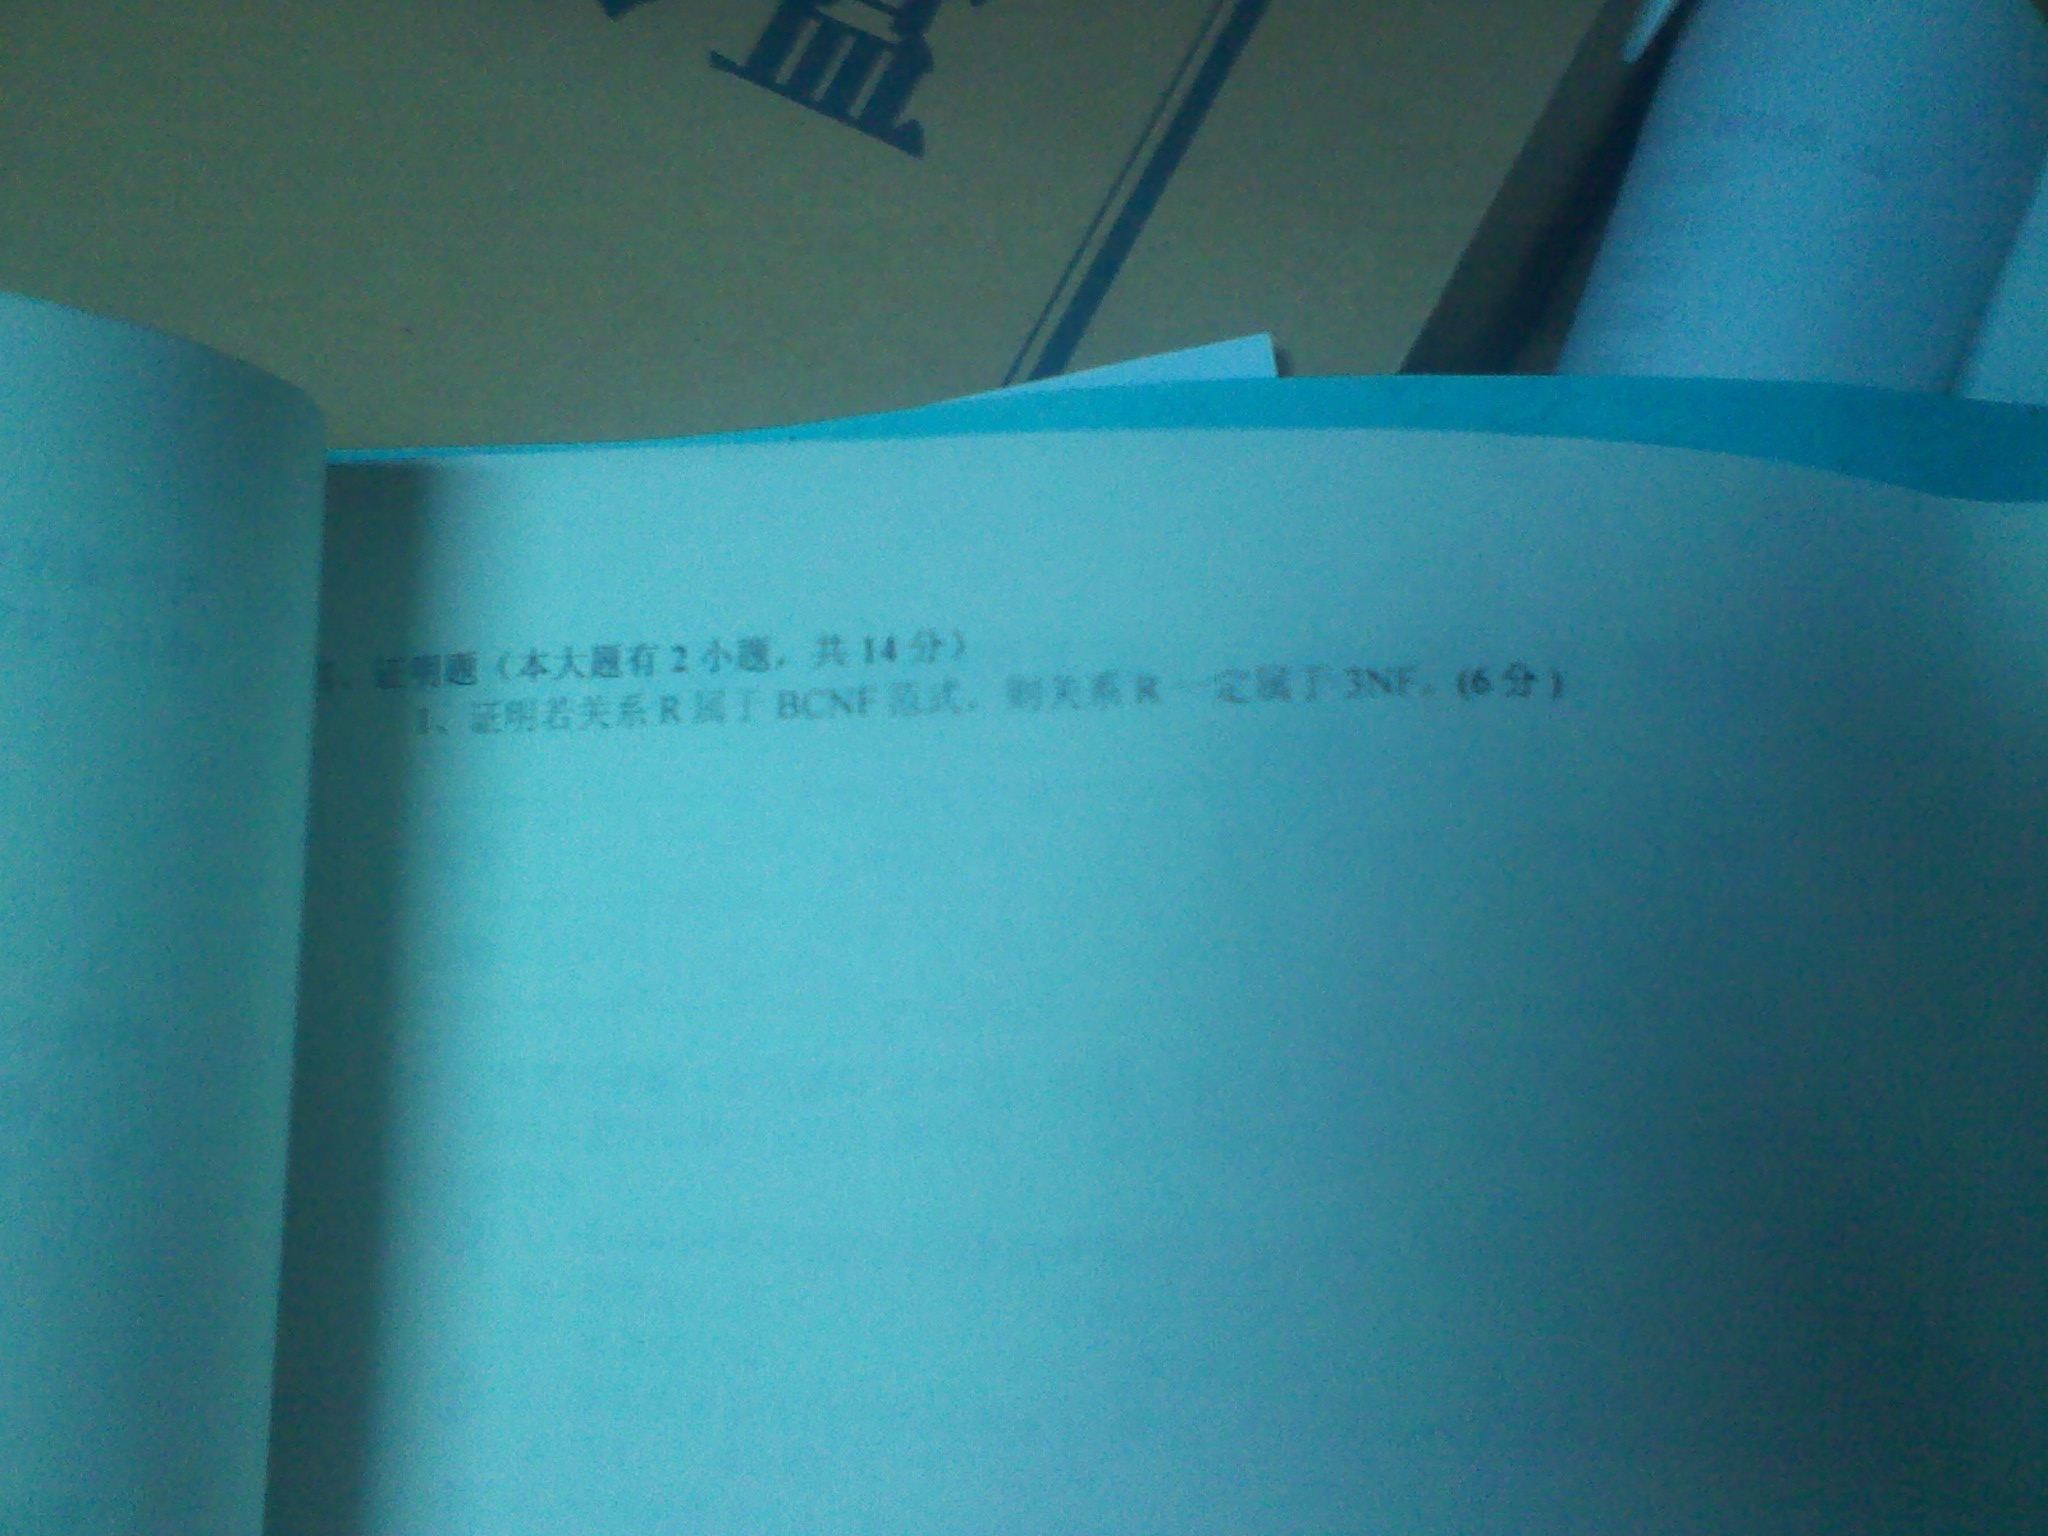 证明题（本大题有 2 小题，共 14 分）
1、证明若关系 R 属于 BCNF 范式，则关系 R 一定属于 3NF。(6 分)